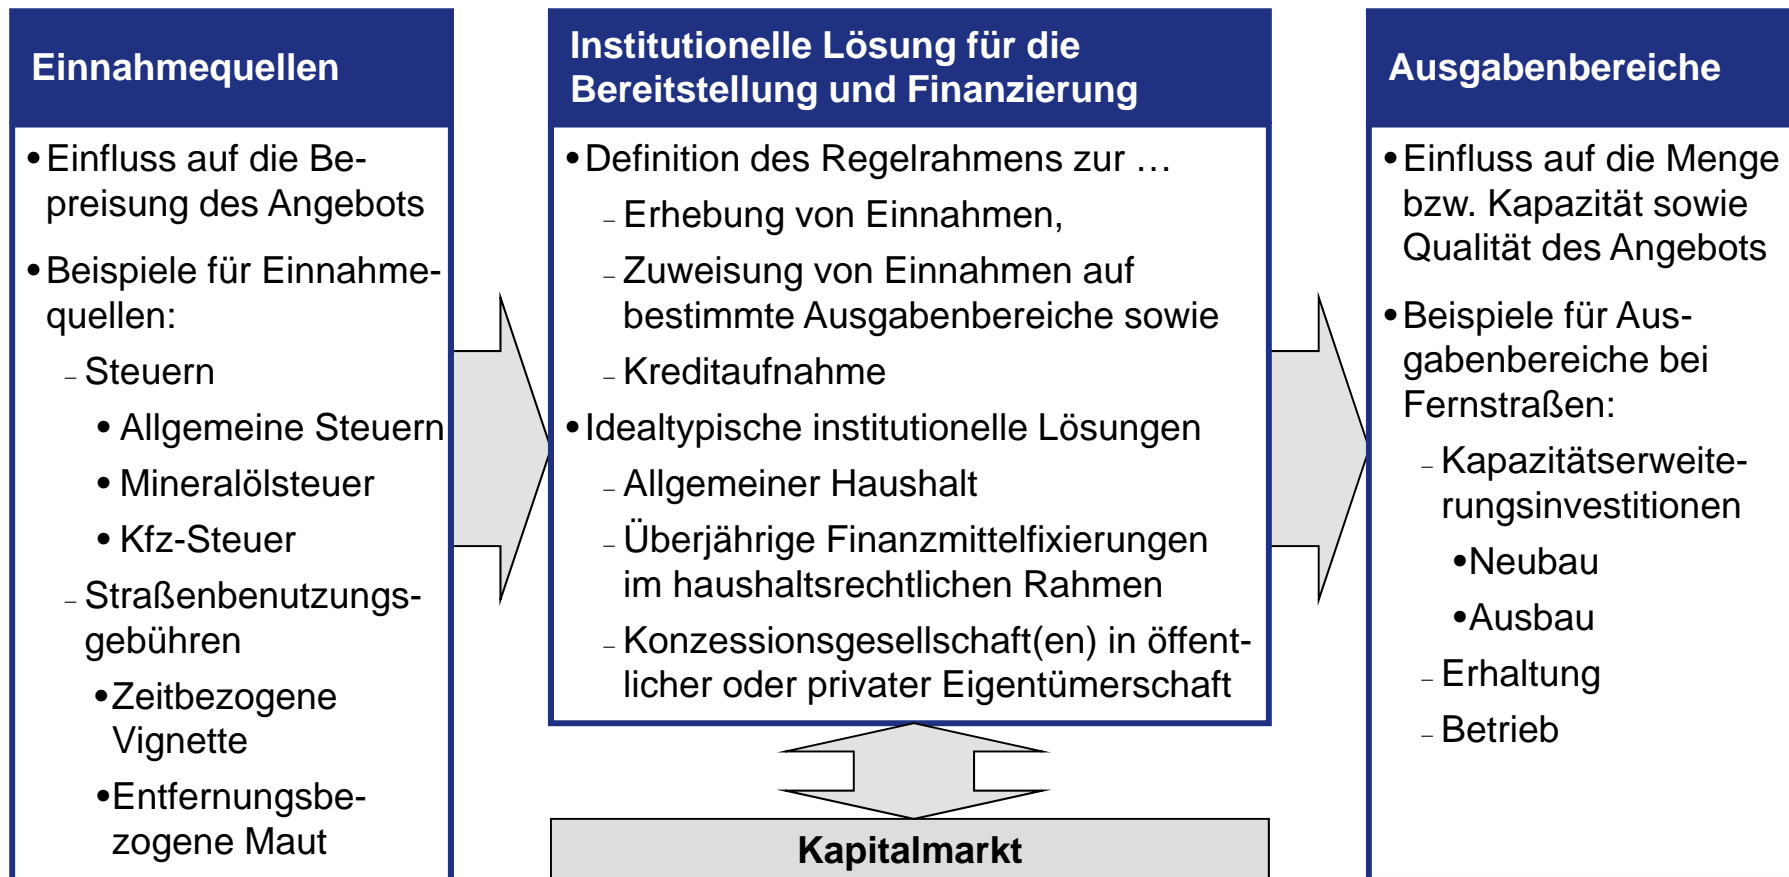 Einnahmequellen
• Einfluss auf die Be-
preisung des Angebots
• Beispiele für Einnahme-
quellen:
– Steuern
• Allgemeine Steuern
• Mineralölsteuer
• Kfz-Steuer
– Straßenbenutzungs-
gebühren
• Zeitbezogene
Vignette
• Entfernungsbe-
zogene Maut
Institutionelle Lösung für die
Bereitstellung und Finanzierung
• Definition des Regelrahmens zur …
– Erhebung von Einnahmen,
– Zuweisung von Einnahmen auf
bestimmte Ausgabenbereiche sowie
– Kreditaufnahme
• Idealtypische institutionelle Lösungen
– Allgemeiner Haushalt
– Überjährige Finanzmittelfixierungen
im haushaltsrechtlichen Rahmen
– Konzessionsgesellschaft(en) in öffent-
licher oder privater Eigentümerschaft
Kapitalmarkt
Ausgabenbereiche
• Einfluss auf die Menge
bzw. Kapazität sowie
Qualität des Angebots
• Beispiele für Aus-
gabenbereiche bei
Fernstraßen:
– Kapazitätserweite-
rungsinvestitionen
• Neubau
• Ausbau
– Erhaltung
– Betrieb